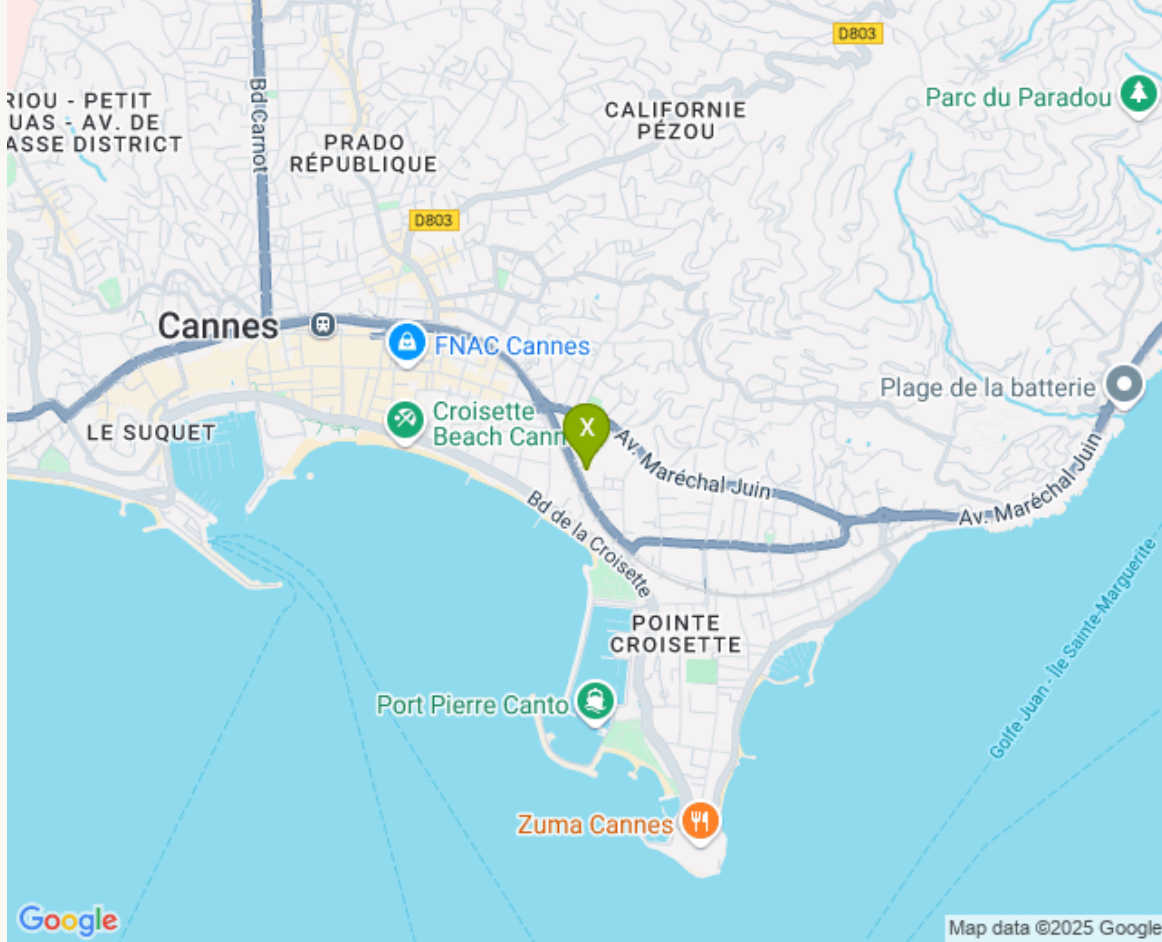 D803
RIOU - PETIT
UAS - AV. DE
ASSE DISTRICT
Bd Carnot
PRADO
RÉPUBLIQUE
CALIFORNIE
PÉZOU
Parc du Paradou
D803
Cannes
FNAC Cannes
Plage de la batterie
LE SUQUET
Croisette
Beach Cann
X
Av. Maréchal Juin
Av. Maréchal Juin
Bd de la Croisette
POINTE
CROISETTE
Port Pierre Canto
Golfe Juan - Île Sainte-Marguerite
Zuma Cannes
Google
Map data ©2025 Google